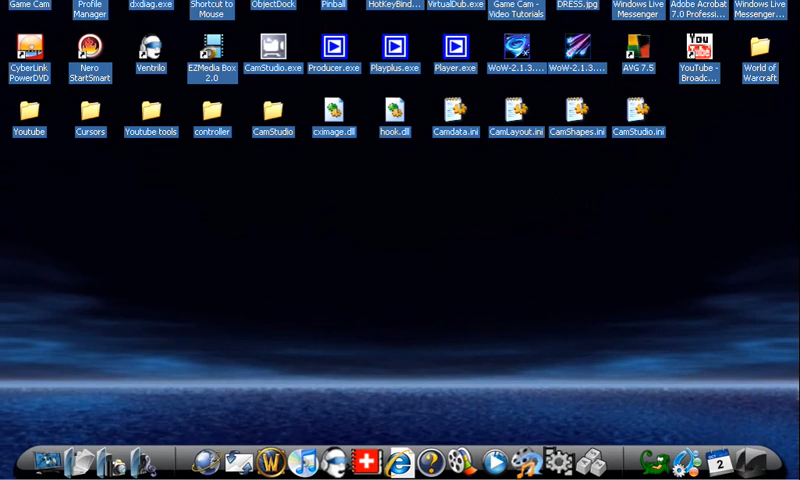 Game Cam
Profile
Manager
dxdiag.exe
Shortcut to
Mouse
ObjectDock
Pinball
HotKeyBind...
VirtualDub.exe
Game Cam -
Video Tutorials
DRESS.jpg
Windows Live
Messenger
Adobe Acrobat
7.0 Professi...
Windows Live
Messenger...
CyberLink
PowerDVD
Nero
StartSmart
Ventrilo
EZMedia Box
2.0
CamStudio.exe
Producer.exe
Playplus.exe
Player.exe
WoW-2.1.3....
WoW-2.1.3....
AVG 7.5
You
Tube
YouTube -
Broadc...
World of
Warcraft
Youtube
Cursors
Youtube tools
controller
CamStudio
cximage.dll
hook.dll
Camdata.ini
CamLayout.ini
CamShapes.ini
CamStudio.ini
2